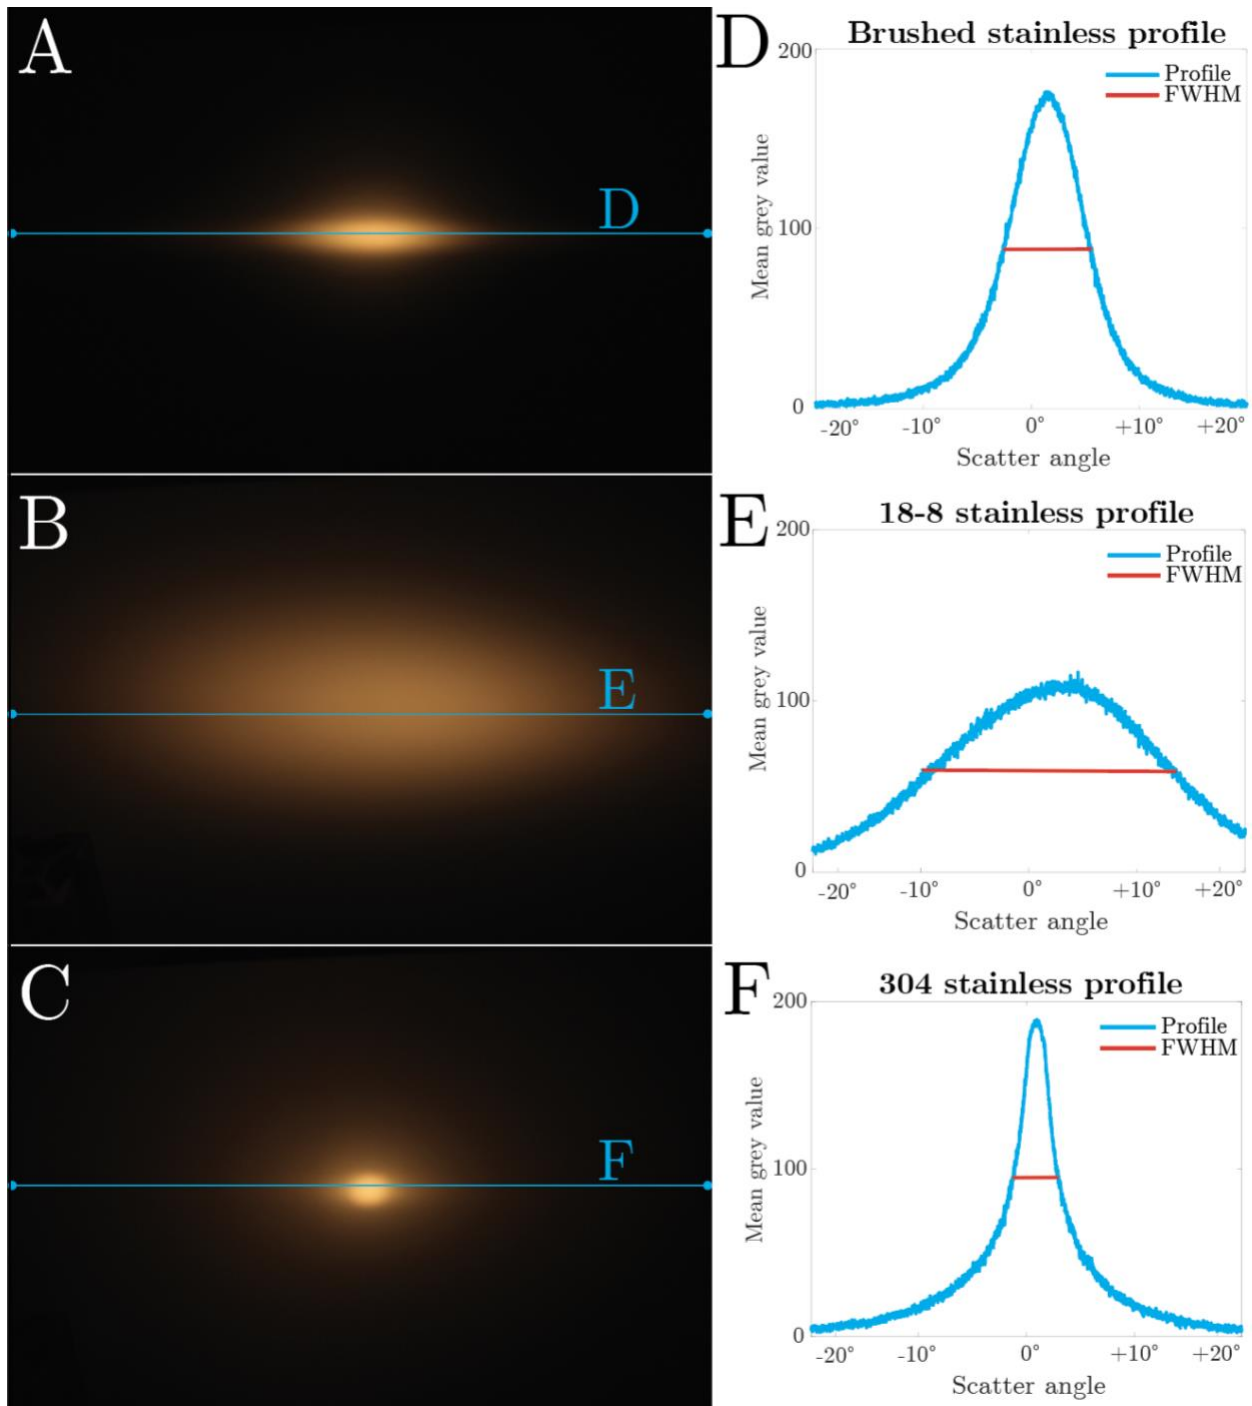 A
D
B
E
C
F
D
Brushed stainless profile
200
100
0
Mean grey value
Profile
FWHM
-20° -10° 0° +10° +20°
Scatter angle
E
18-8 stainless profile
200
100
0
Mean grey value
Profile
FWHM
-20° -10° 0° +10° +20°
Scatter angle
F
304 stainless profile
200
100
0
Mean grey value
Profile
FWHM
-20° -10° 0° +10° +20°
Scatter angle